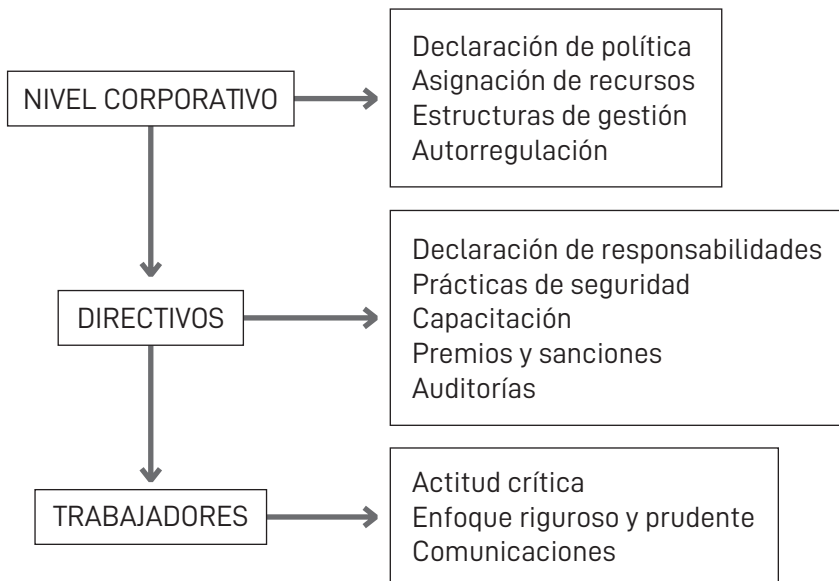 NIVEL CORPORATIVO
Declaración de política
Asignación de recursos
Estructuras de gestión
Autorregulación
DIRECTIVOS
Declaración de responsabilidades
Prácticas de seguridad
Capacitación
Premios y sanciones
Auditorías
TRABAJADORES
Actitud crítica
Enfoque riguroso y prudente
Comunicaciones